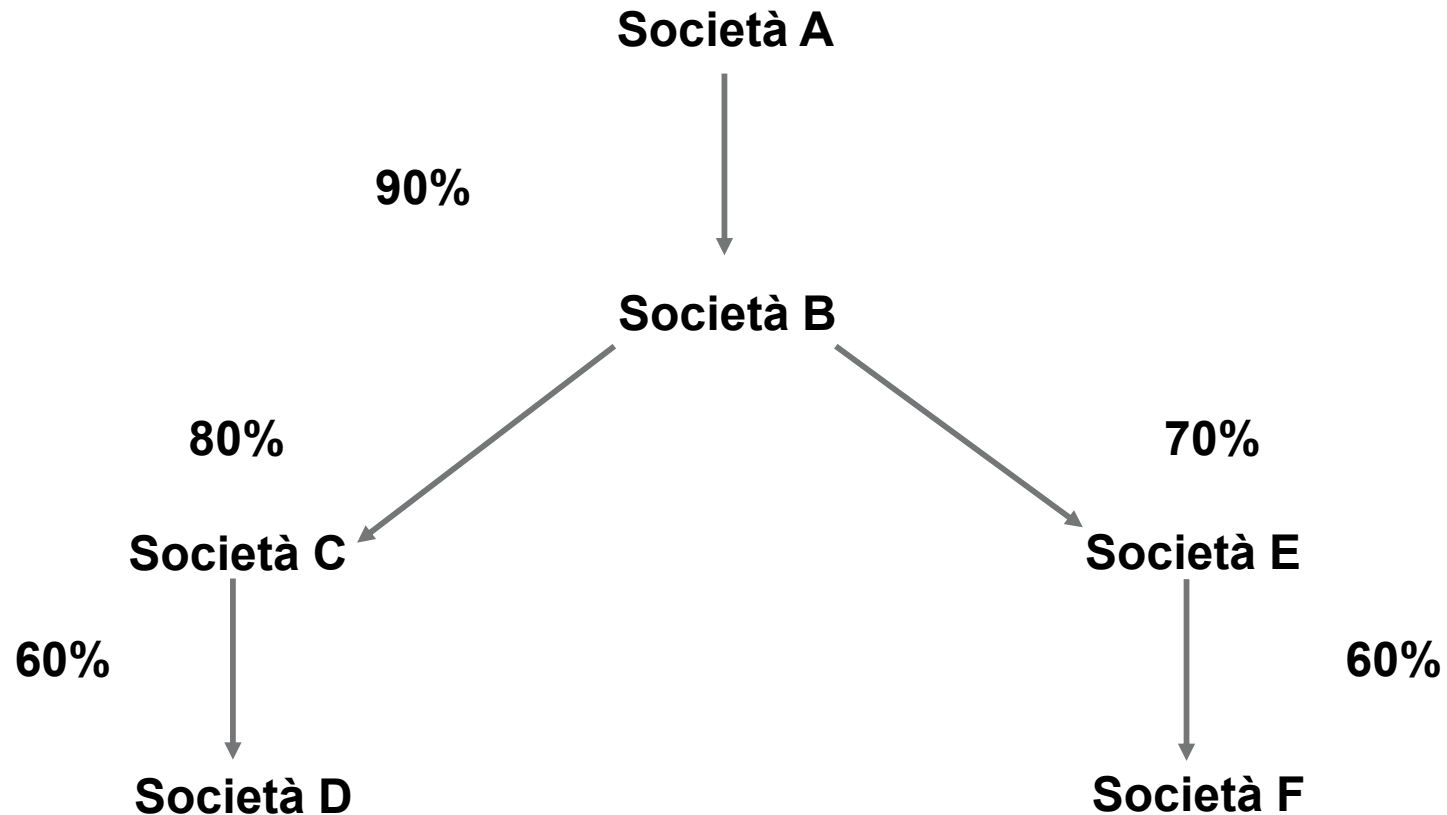 Società A
90%
Società B
80%
70%
Società C
Società E
60%
60%
Società D
Società F